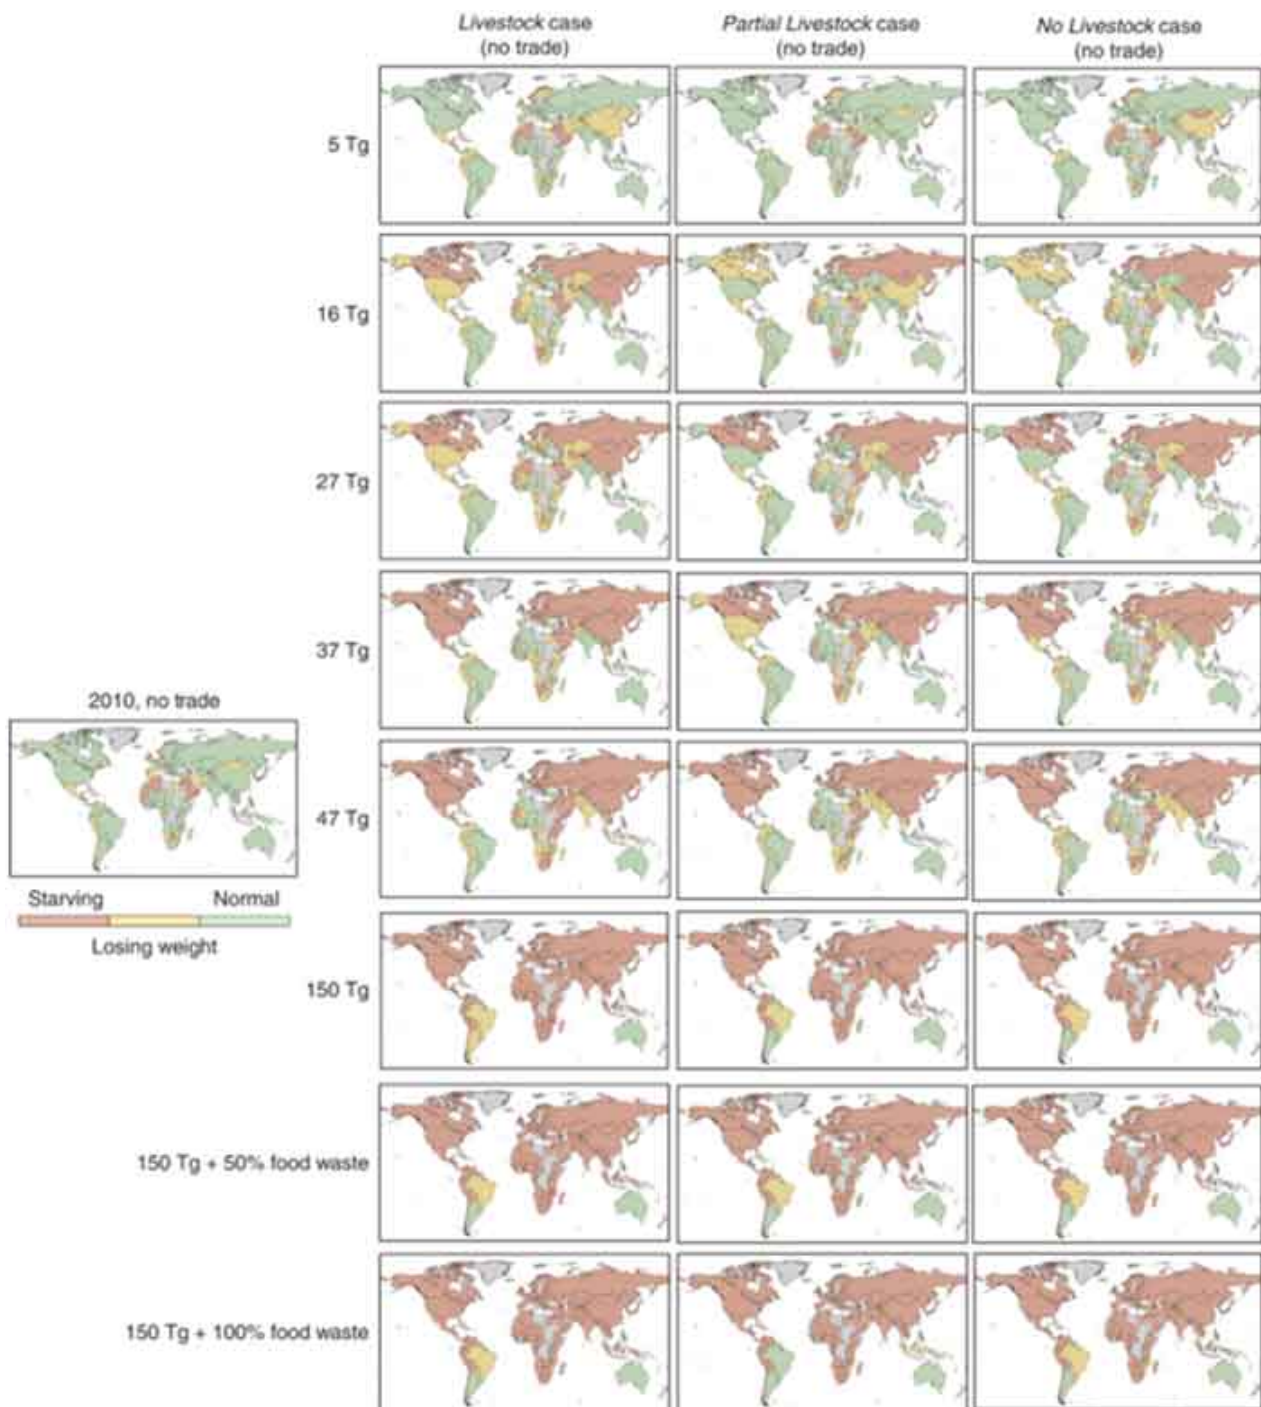 Livestock case
(no trade)
Partial Livestock case
(no trade)
No Livestock case
(no trade)
5 Tg
16 Tg
27 Tg
37 Tg
2010, no trade
47 Tg
Starving
Normal
Losing weight
150 Tg
150 Tg + 50% food waste
150 Tg + 100% food waste